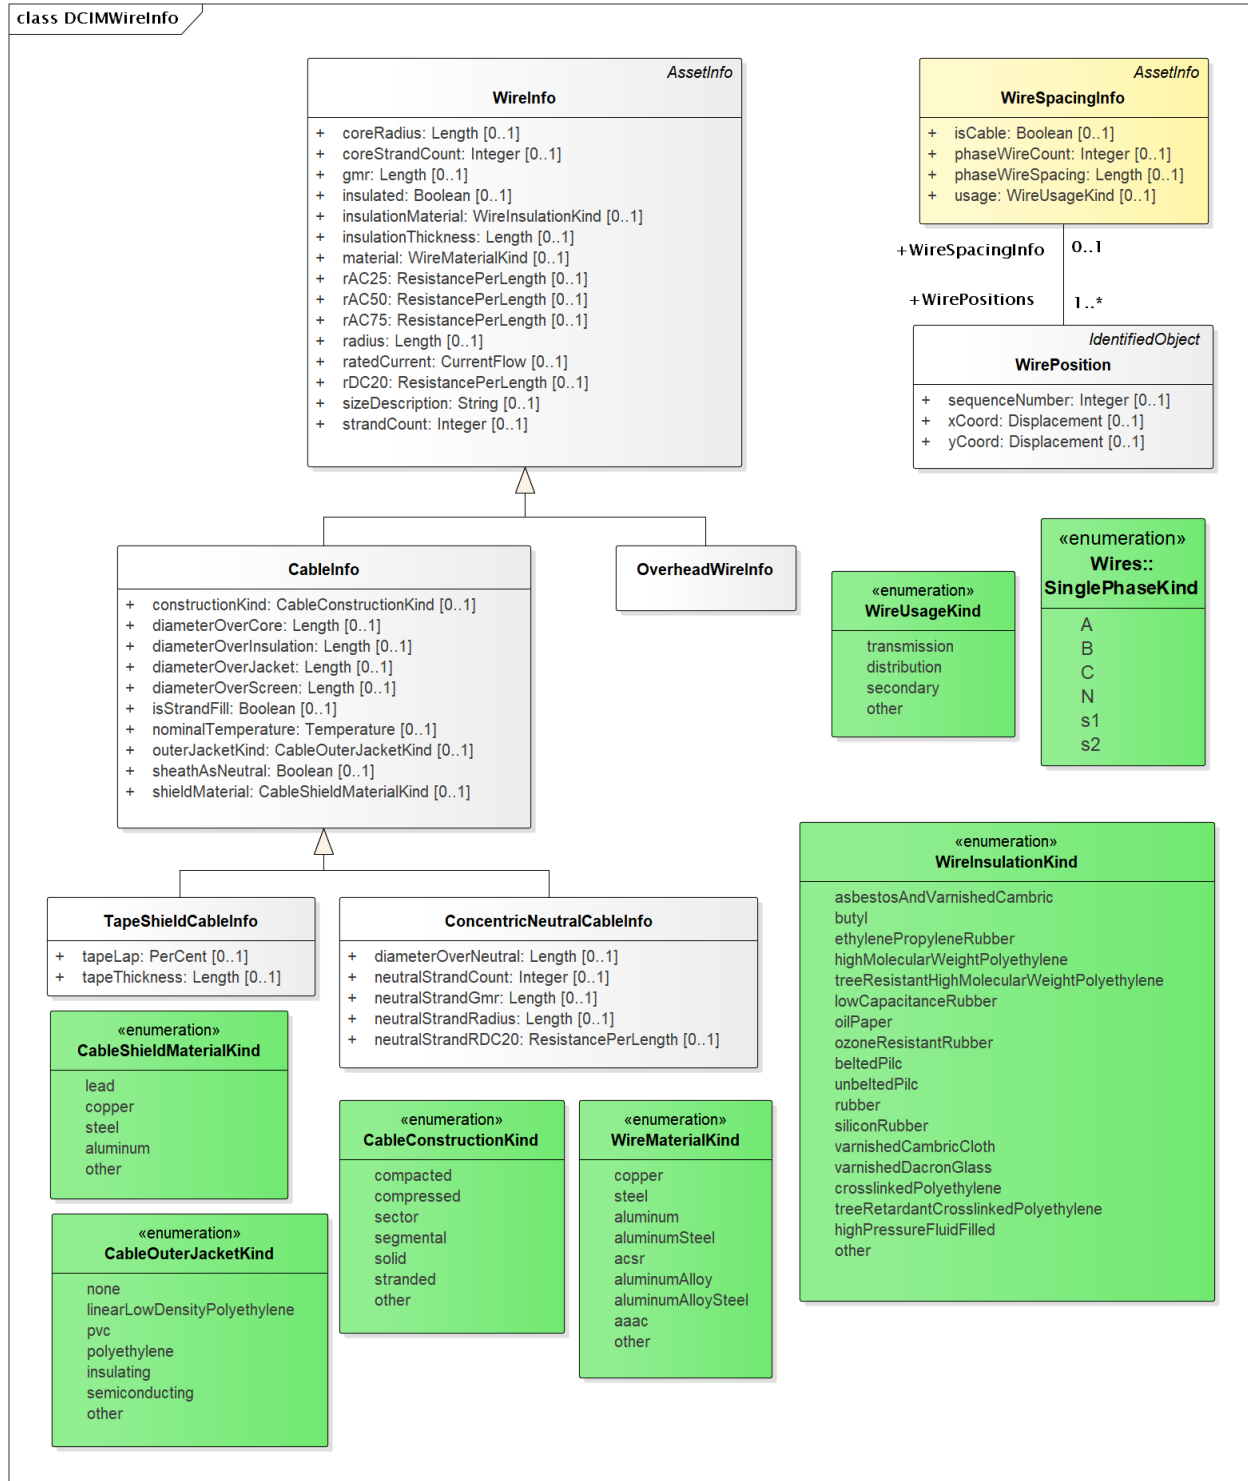 class DCIMWireInfo
AssetInfo
WireInfo
+ coreRadius: Length [0..1]
+ coreStrandCount: Integer [0..1]
+ gmr: Length [0..1]
+ insulated: Boolean [0..1]
+ insulationMaterial: WireInsulationKind [0..1]
+ insulationThickness: Length [0..1]
+ material: WireMaterialKind [0..1]
+ rAC25: ResistancePerLength [0..1]
+ rAC50: ResistancePerLength [0..1]
+ rAC75: ResistancePerLength [0..1]
+ radius: Length [0..1]
+ ratedCurrent: CurrentFlow [0..1]
+ rDC20: ResistancePerLength [0..1]
+ sizeDescription: String [0..1]
+ strandCount: Integer [0..1]
AssetInfo
WireSpacingInfo
+ isCable: Boolean [0..1]
+ phaseWireCount: Integer [0..1]
+ phaseWireSpacing: Length [0..1]
+ usage: WireUsageKind [0..1]
+WireSpacingInfo 0..1
+WirePositions 1..*
IdentifiedObject
WirePosition
+ sequenceNumber: Integer [0..1]
+ xCoord: Displacement [0..1]
+ yCoord: Displacement [0..1]
CableInfo
+ constructionKind: CableConstructionKind [0..1]
+ diameterOverCore: Length [0..1]
+ diameterOverInsulation: Length [0..1]
+ diameterOverJacket: Length [0..1]
+ diameterOverScreen: Length [0..1]
+ isStrandFill: Boolean [0..1]
+ nominalTemperature: Temperature [0..1]
+ outerJacketKind: CableOuterJacketKind [0..1]
+ sheathAsNeutral: Boolean [0..1]
+ shieldMaterial: CableShieldMaterialKind [0..1]
OverheadWireInfo
«enumeration»
WireUsageKind
transmission
distribution
secondary
other
«enumeration»
Wires::
SinglePhaseKind
A
B
C
N
s1
s2
TapeShieldCableInfo
+ tapeLap: PerCent [0..1]
+ tapeThickness: Length [0..1]
ConcentricNeutralCableInfo
+ diameterOverNeutral: Length [0..1]
+ neutralStrandCount: Integer [0..1]
+ neutralStrandGmr: Length [0..1]
+ neutralStrandRadius: Length [0..1]
+ neutralStrandRDC20: ResistancePerLength [0..1]
«enumeration»
WireInsulationKind
asbestosAndVarnishedCambric
butyl
ethylenePropyleneRubber
highMolecularWeightPolyethylene
treeResistantHighMolecularWeightPolyethylene
lowCapacitanceRubber
oilPaper
ozoneResistantRubber
beltedPilc
unbeltedPilc
rubber
siliconRubber
varnishedCambricCloth
varnishedDacronGlass
crosslinkedPolyethylene
treeRetardantCrosslinkedPolyethylene
highPressureFluidFilled
other
«enumeration»
CableShieldMaterialKind
lead
copper
steel
aluminum
other
«enumeration»
CableConstructionKind
compacted
compressed
sector
segmental
solid
stranded
other
«enumeration»
WireMaterialKind
copper
steel
aluminum
aluminumSteel
acsr
aluminumAlloy
aluminumAlloySteel
aaac
other
«enumeration»
CableOuterJacketKind
none
linearLowDensityPolyethylene
pvc
polyethylene
insulating
semiconducting
other